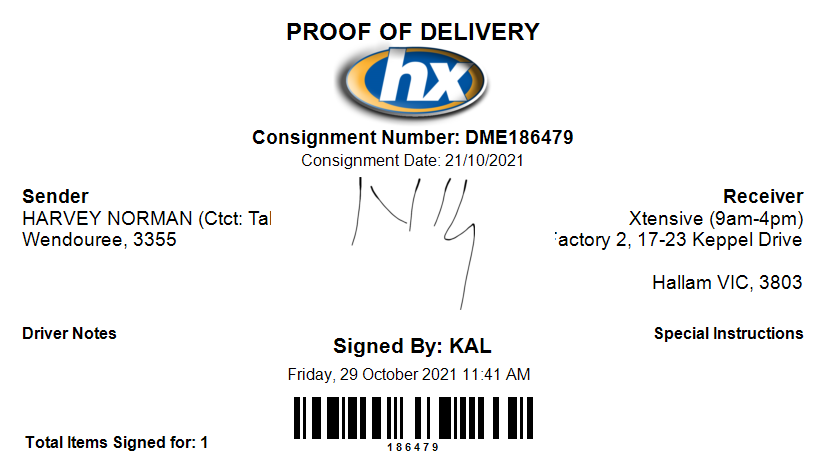 PROOF OF DELIVERY
hx
Consignment Number: DME186479
Consignment Date: 21/10/2021
Sender
HARVEY NORMAN (Ctct: Tal
Wendouree, 3355
Receiver
Xtensive (9am-4pm)
actory 2, 17-23 Keppel Drive
Hallam VIC, 3803
Driver Notes
Special Instructions
Signed By: KAL
Friday, 29 October 2021 11:41 AM
186479
Total Items Signed for: 1